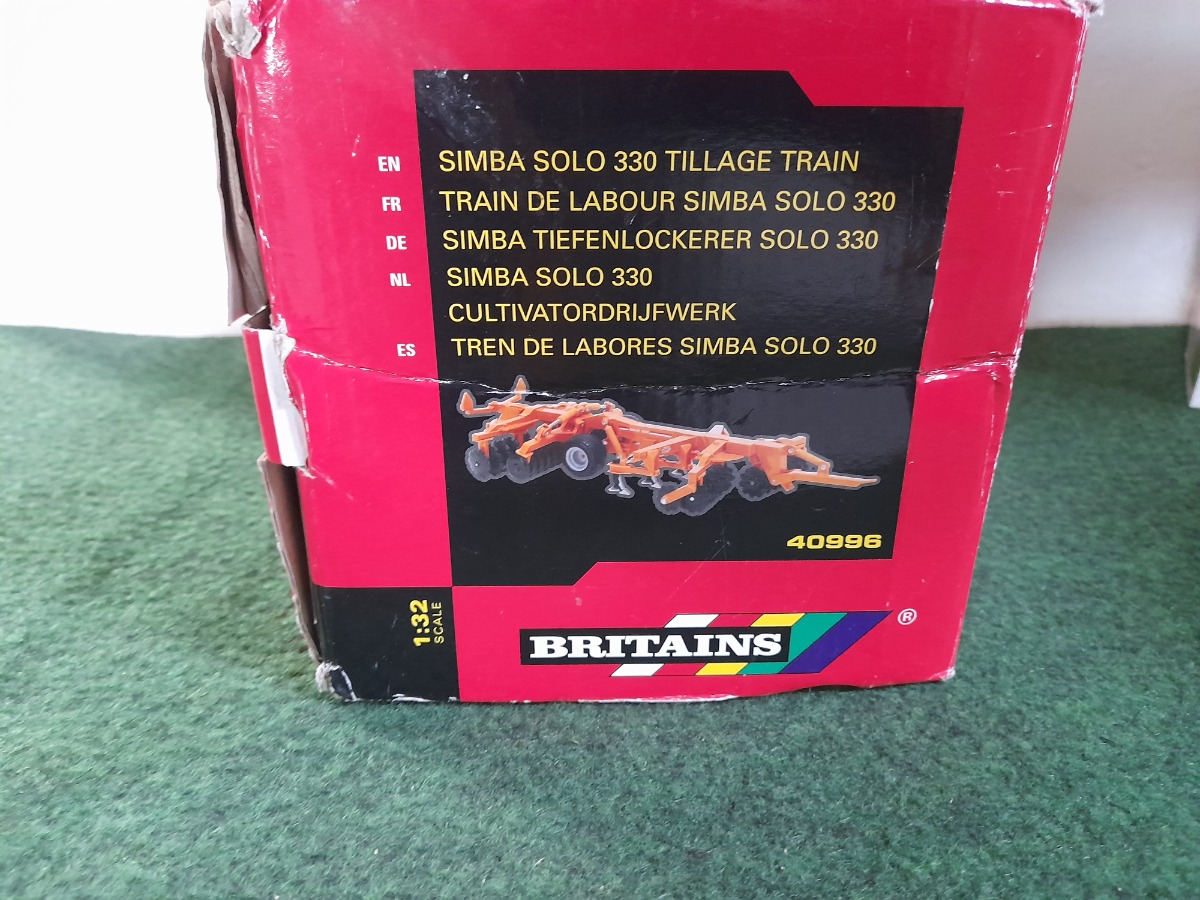 EN SIMBA SOLO 330 TILLAGE TRAIN
FR TRAIN DE LABOUR SIMBA SOLO 330
DE SIMBA TIEFENLOCKERER SOLO 330
NL SIMBA SOLO 330
CULTIVATORDRIJFWERK
ES TREN DE LABORES SIMBA SOLO 330
40996
1:32
SCALE
BRITAINS ®